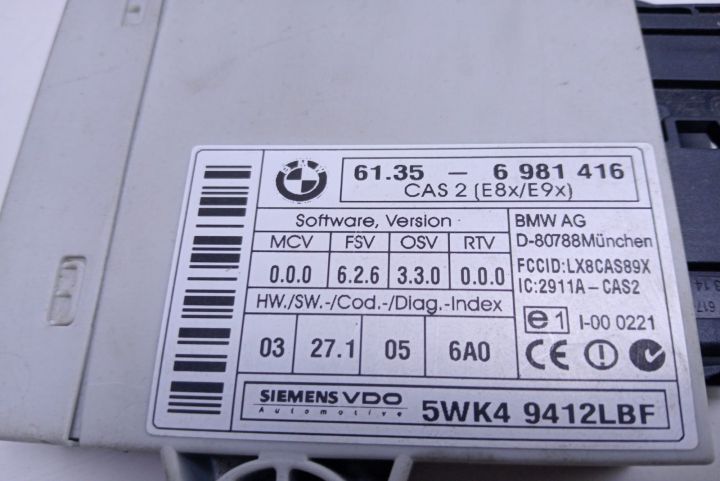 BMW
61.35 - 6 981 416
CAS 2 (E8x/E9x)
Software, Version
MCV FSV OSV RTV
0.0.0 6.2.6 3.3.0 0.0.0
HW./SW.-/Cod.-/Diag.-Index
03 27.1 05 6A0
BMW AG
D-80788München
FCCID:LX8CAS89X
IC:2911A-CAS2
e1 I-00 0221
CE
SIEMENS VDO
Automotive
5WK4 9412LBF